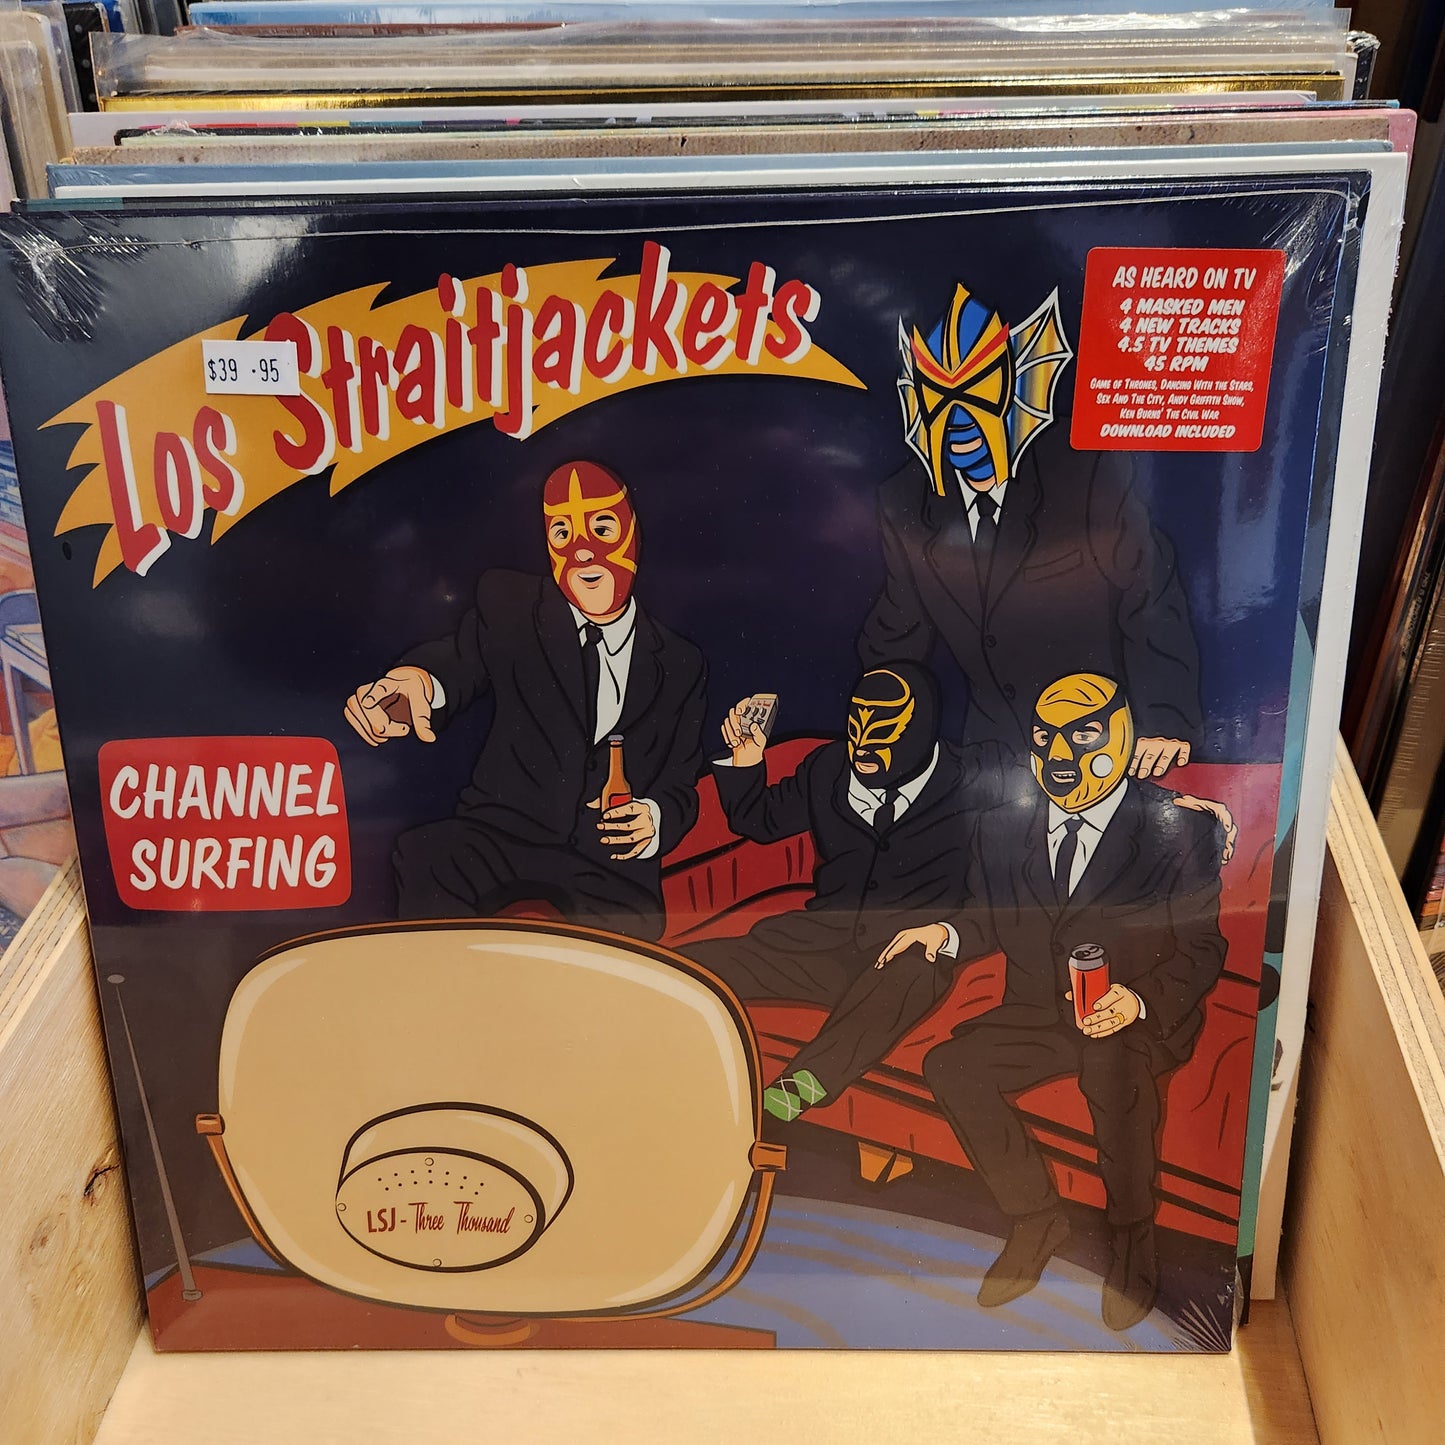 Los Straitjackets
$39.95
AS HEARD ON TV
4 MASKED MEN
4 NEW TRACKS
4.5 TV THEMES
45 RPM
GAME OF THRONES, DANCING WITH THE STARS,
SEX AND THE CITY, ANDY GRIFFITH SHOW,
KEN BURNS' THE CIVIL WAR
DOWNLOAD INCLUDED
CHANNEL
SURFING
LSJ - Three Thousand